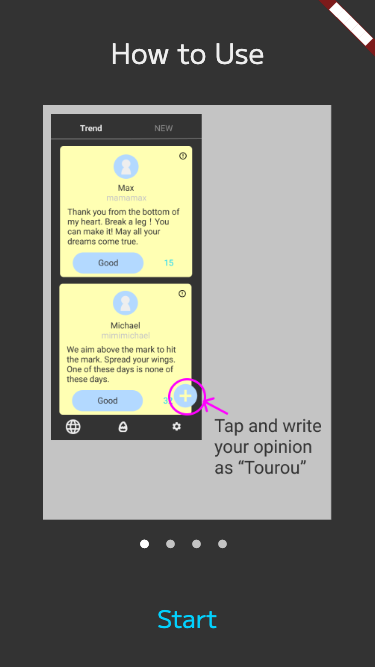 How to Use
Trend NEW
Max
mamamax
Thank you from the bottom of
my heart. Break a leg ! You
can make it! May all your
dreams come true.
Good 15
Michael
mimimichael
We aim above the mark to hit
the mark. Spread your wings.
One of these days is none of
these days.
Good
Tap and write
your opinion
as “Tourou”
Start